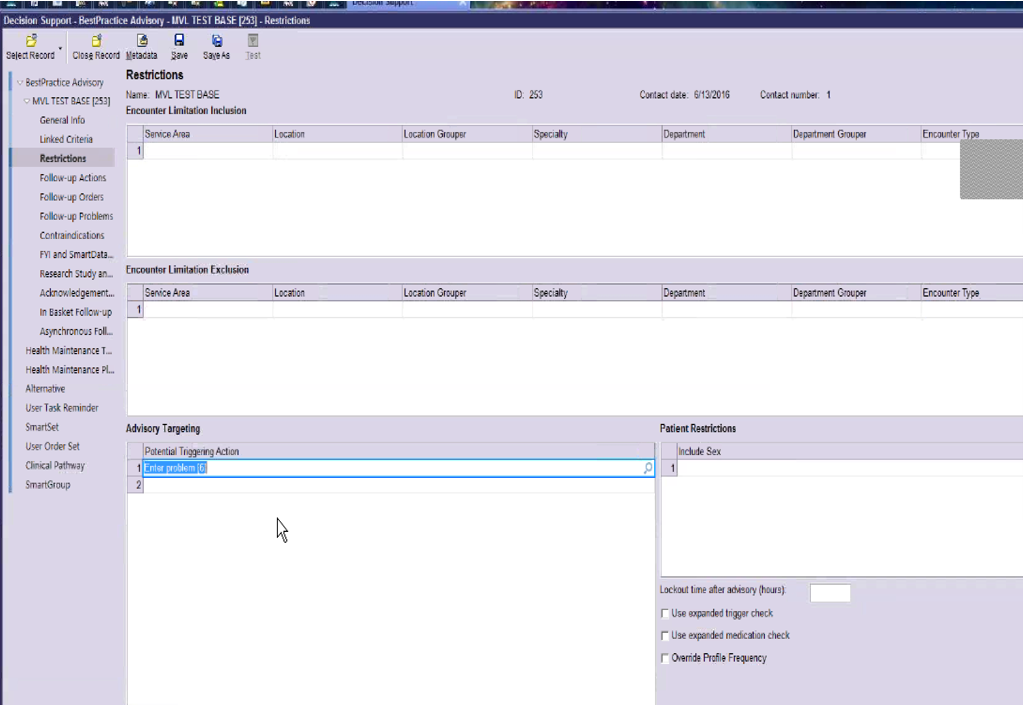 Decision Support
Decision Support - BestPractice Advisory - MVL TEST BASE [253] - Restrictions
Select Record Close Record Metadata Save Save As Test
BestPractice Advisory
MVL TEST BASE [253]
General Info
Linked Criteria
Restrictions
Follow-up Actions
Follow-up Orders
Follow-up Problems
Contraindications
FYI and SmartData...
Research Study an...
Acknowledgement...
In Basket Follow-up
Asynchronous Foll...
Health Maintenance T...
Health Maintenance Pl...
Alternative
User Task Reminder
SmartSet
User Order Set
Clinical Pathway
SmartGroup
Restrictions
Name: MVL TEST BASE ID: 253 Contact date: 6/13/2016 Contact number: 1
Encounter Limitation Inclusion
Service Area Location Location Grouper Specialty Department Department Grouper Encounter Type
1
Encounter Limitation Exclusion
Service Area Location Location Grouper Specialty Department Department Grouper Encounter Type
1
Advisory Targeting
Potential Triggering Action
1 Enter problem [6]
2
Patient Restrictions
Include Sex
1
Lockout time after advisory (hours):
Use expanded trigger check
Use expanded medication check
Override Profile Frequency